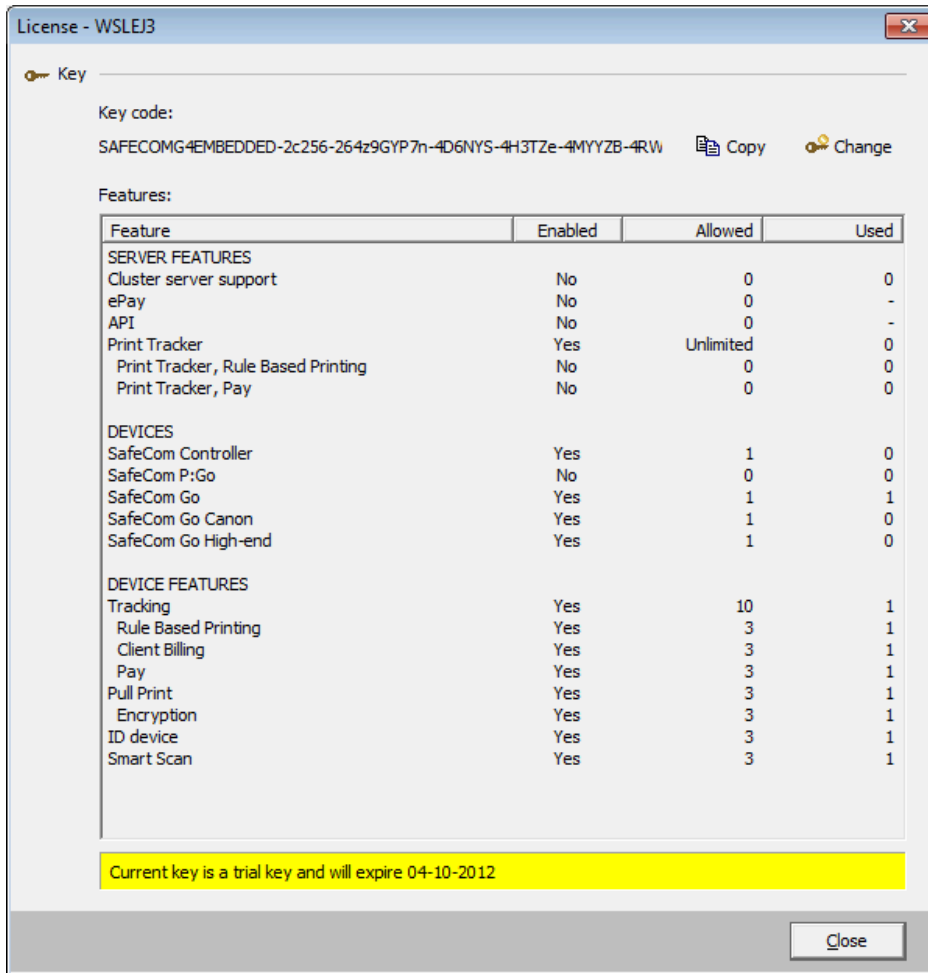 License - WSLEJ3
Key
Key code:
SAFECOMG4EMBEDDED-2c256-264z9GYP7n-4D6NYS-4H3TZe-4MYYZB-4RW Copy Change
Features:
Feature Enabled Allowed Used
SERVER FEATURES
Cluster server support No 0 0
ePay No 0 -
API No 0 -
Print Tracker Yes Unlimited 0
Print Tracker, Rule Based Printing No 0 0
Print Tracker, Pay No 0 0
DEVICES
SafeCom Controller Yes 1 0
SafeCom P:Go No 0 0
SafeCom Go Yes 1 1
SafeCom Go Canon Yes 1 0
SafeCom Go High-end Yes 1 0
DEVICE FEATURES
Tracking Yes 10 1
Rule Based Printing Yes 3 1
Client Billing Yes 3 1
Pay Yes 3 1
Pull Print Yes 3 1
Encryption Yes 3 1
ID device Yes 3 1
Smart Scan Yes 3 1
Current key is a trial key and will expire 04-10-2012
Close